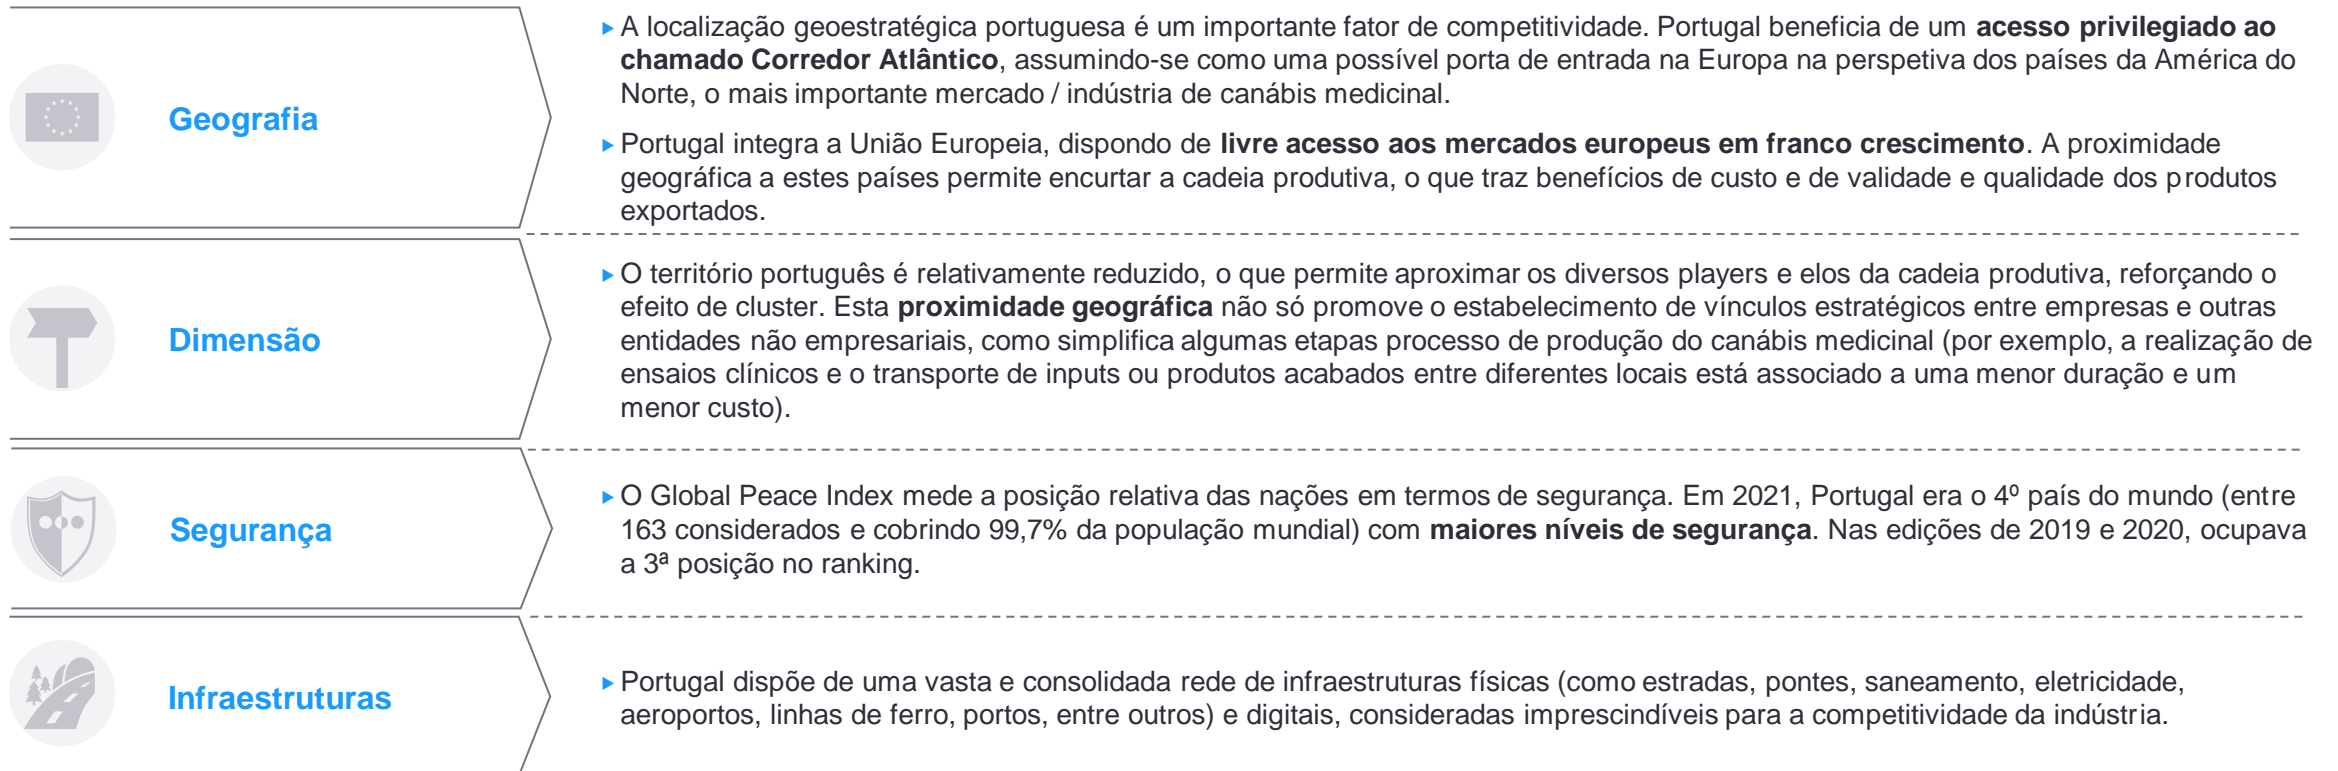 Geografia
▸ A localização geoestratégica portuguesa é um importante fator de competitividade. Portugal beneficia de um acesso privilegiado ao
chamado Corredor Atlântico, assumindo-se como uma possível porta de entrada na Europa na perspetiva dos países da América do
Norte, o mais importante mercado / indústria de canábis medicinal.
▸ Portugal integra a União Europeia, dispondo de livre acesso aos mercados europeus em franco crescimento. A proximidade
geográfica a estes países permite encurtar a cadeia produtiva, o que traz benefícios de custo e de validade e qualidade dos produtos
exportados.
Dimensão
▸ O território português é relativamente reduzido, o que permite aproximar os diversos players e elos da cadeia produtiva, reforçando o
efeito de cluster. Esta proximidade geográfica não só promove o estabelecimento de vínculos estratégicos entre empresas e outras
entidades não empresariais, como simplifica algumas etapas processo de produção do canábis medicinal (por exemplo, a realização de
ensaios clínicos e o transporte de inputs ou produtos acabados entre diferentes locais está associado a uma menor duração e um
menor custo).
Segurança
▸ O Global Peace Index mede a posição relativa das nações em termos de segurança. Em 2021, Portugal era o 4º país do mundo (entre
163 considerados e cobrindo 99,7% da população mundial) com maiores níveis de segurança. Nas edições de 2019 e 2020, ocupava
a 3ª posição no ranking.
Infraestruturas
▸ Portugal dispõe de uma vasta e consolidada rede de infraestruturas físicas (como estradas, pontes, saneamento, eletricidade,
aeroportos, linhas de ferro, portos, entre outros) e digitais, consideradas imprescindíveis para a competitividade da indústria.